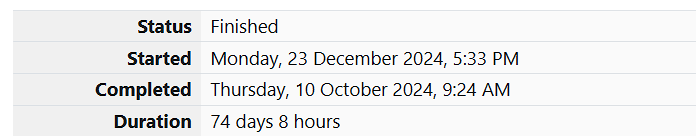 Status Finished
Started Monday, 23 December 2024, 5:33 PM
Completed Thursday, 10 October 2024, 9:24 AM
Duration 74 days 8 hours